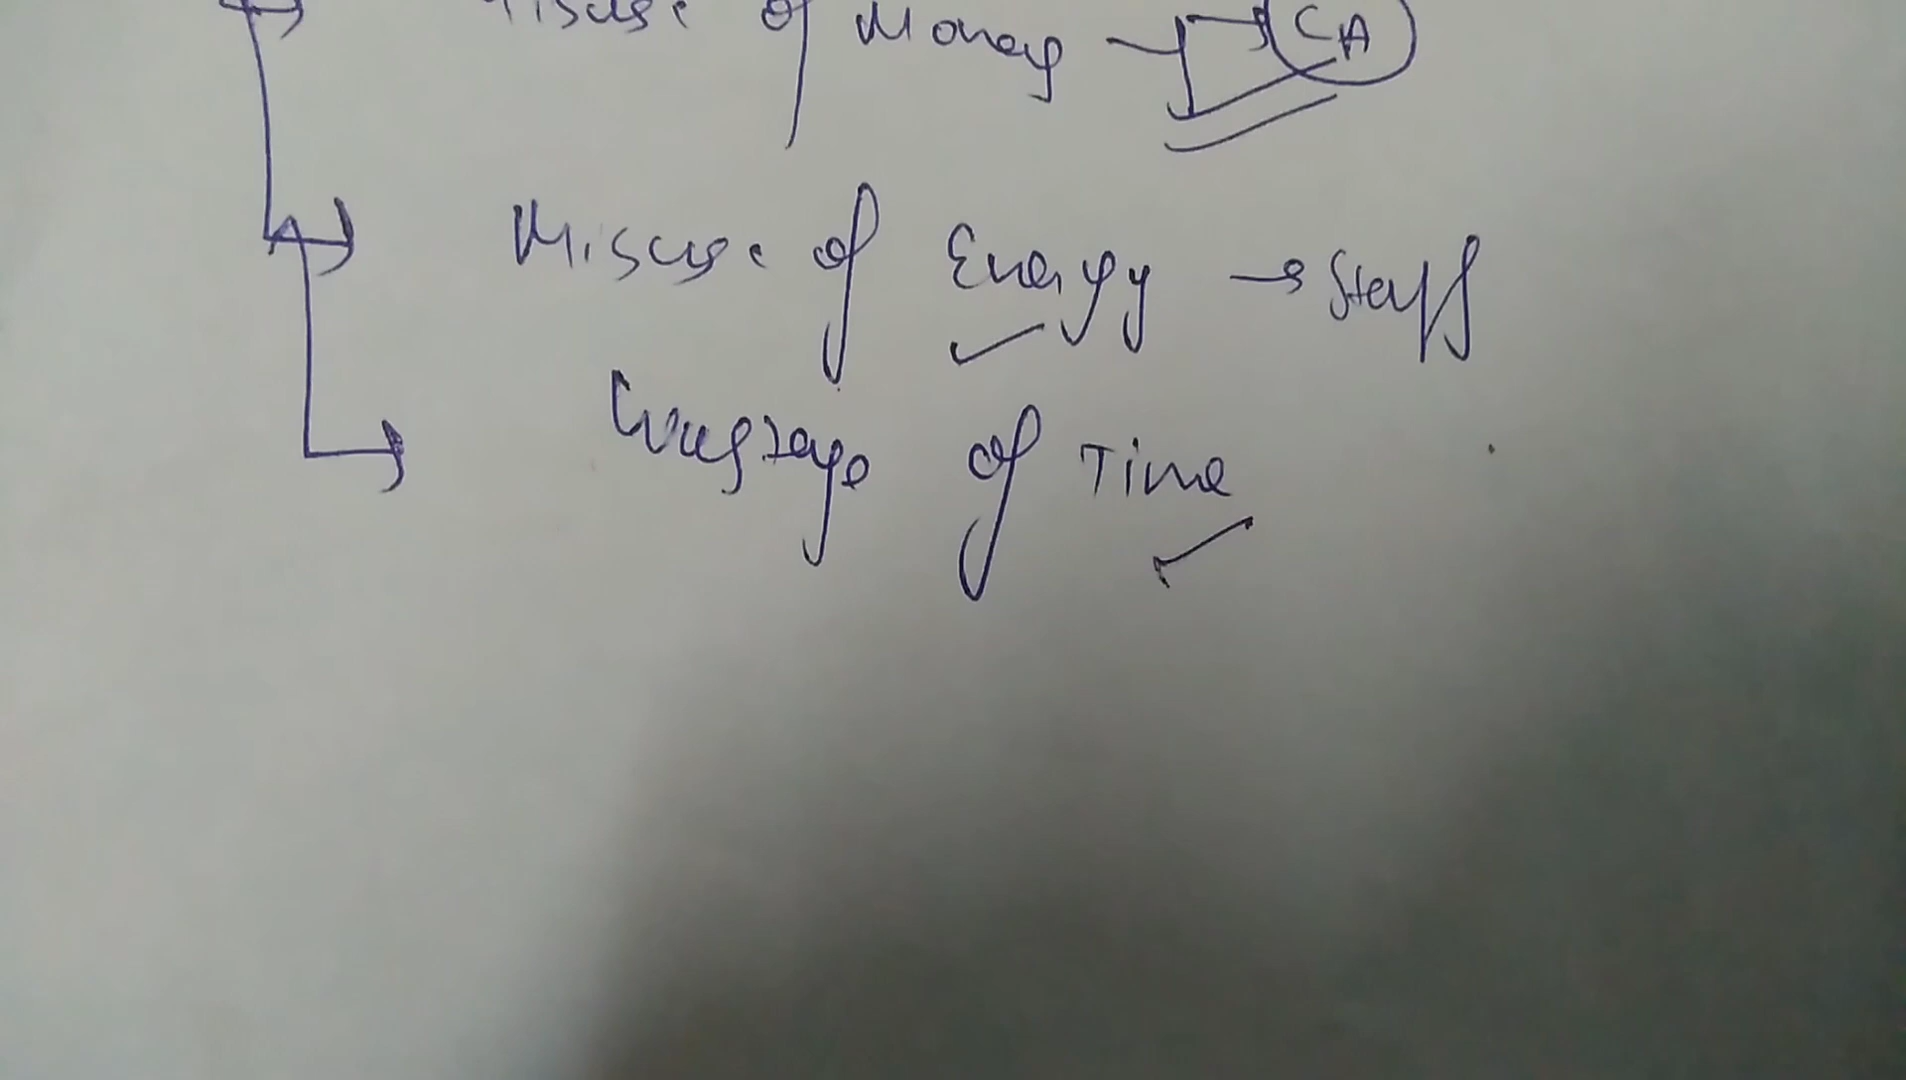 Misuse of Money → CA
Misuse of Energy → Staff
Wastage of Time